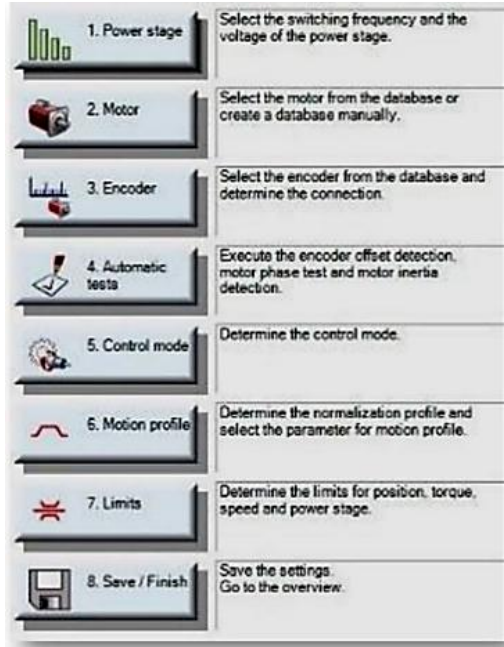 1. Power stage
Select the switching frequency and the
voltage of the power stage.
2. Motor
Select the motor from the database or
create a database manually.
3. Encoder
Select the encoder from the database and
determine the connection.
4. Automatic
tests
Execute the encoder offset detection,
motor phase test and motor inertia
detection.
5. Control mode
Determine the control mode.
6. Motion profile
Determine the normalization profile and
select the parameter for motion profile.
7. Limits
Determine the limits for position, torque,
speed and power stage.
8. Save / Finish
Save the settings.
Go to the overview.